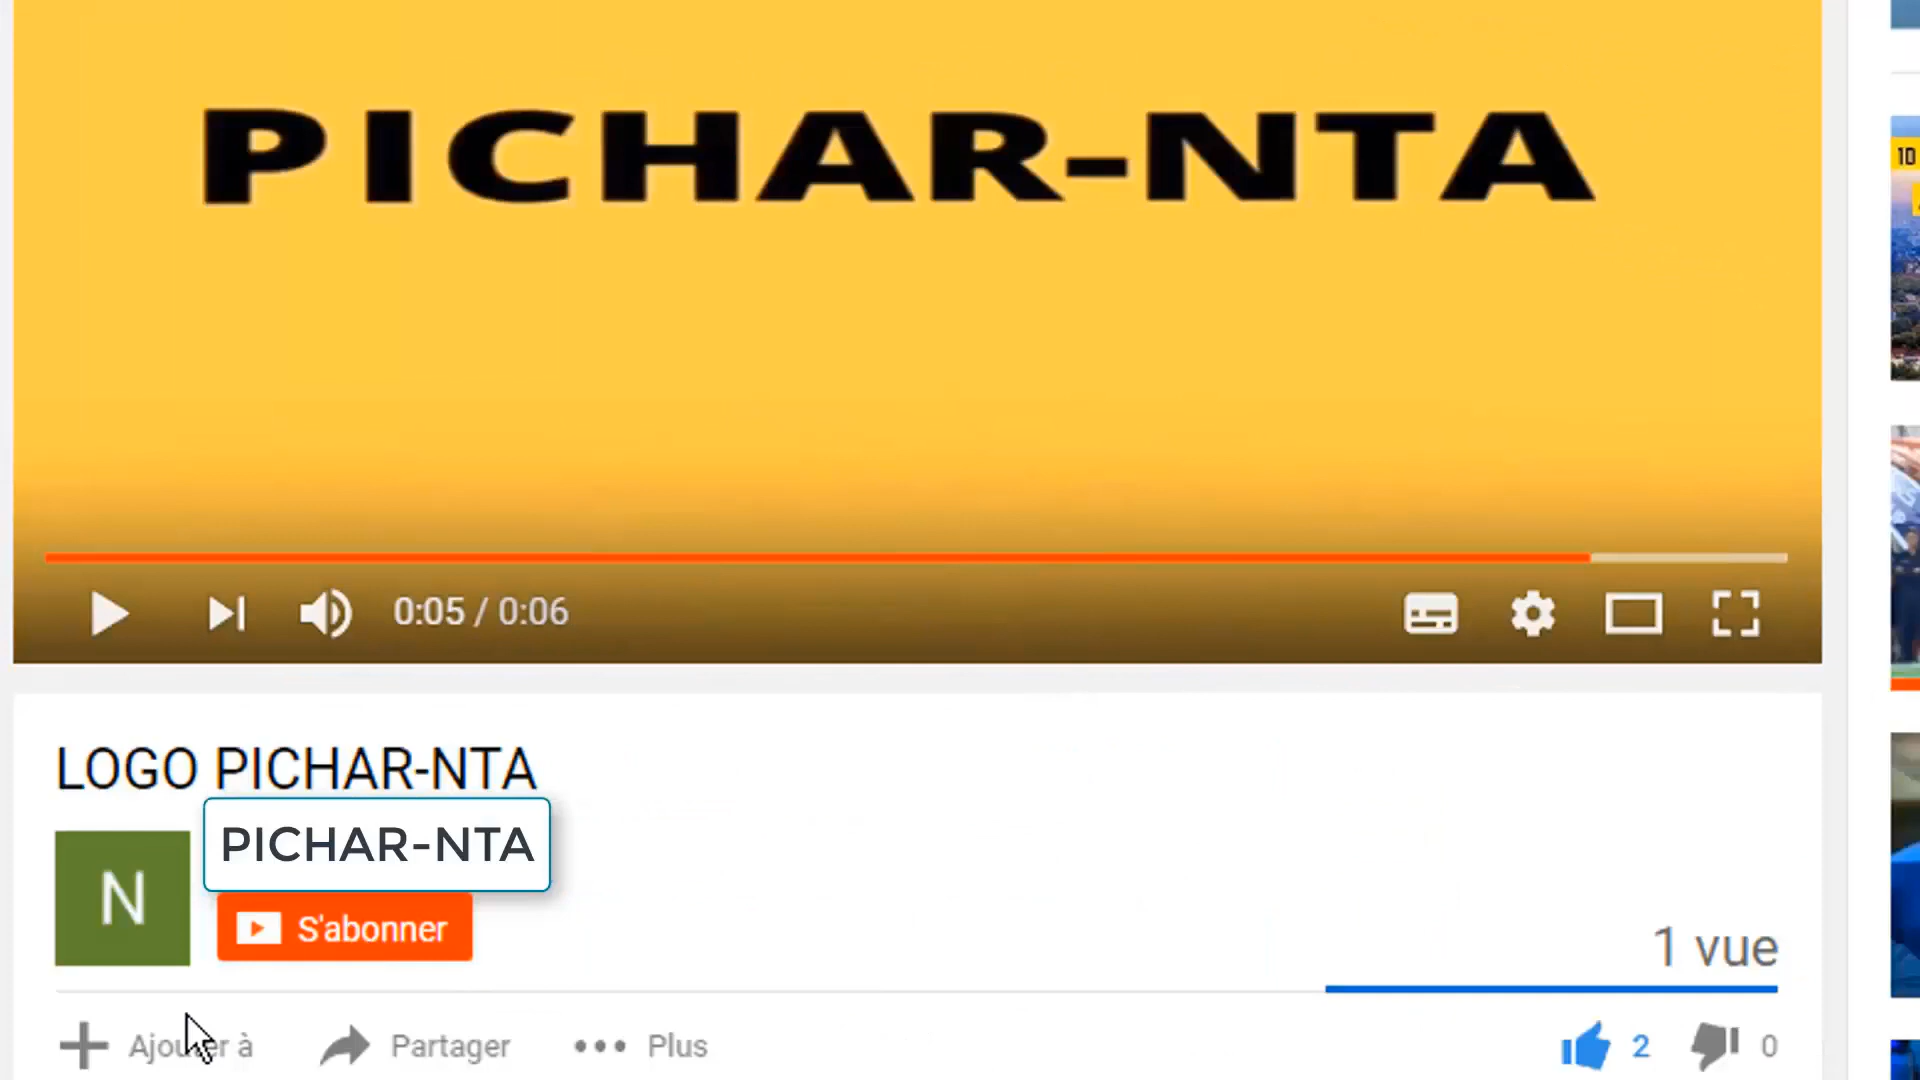 PICHAR-NTA
10
0:05 / 0:06
LOGO PICHAR-NTA
PICHAR-NTA
N
S'abonner
1 vue
Ajouter à
Partager
Plus
2
0